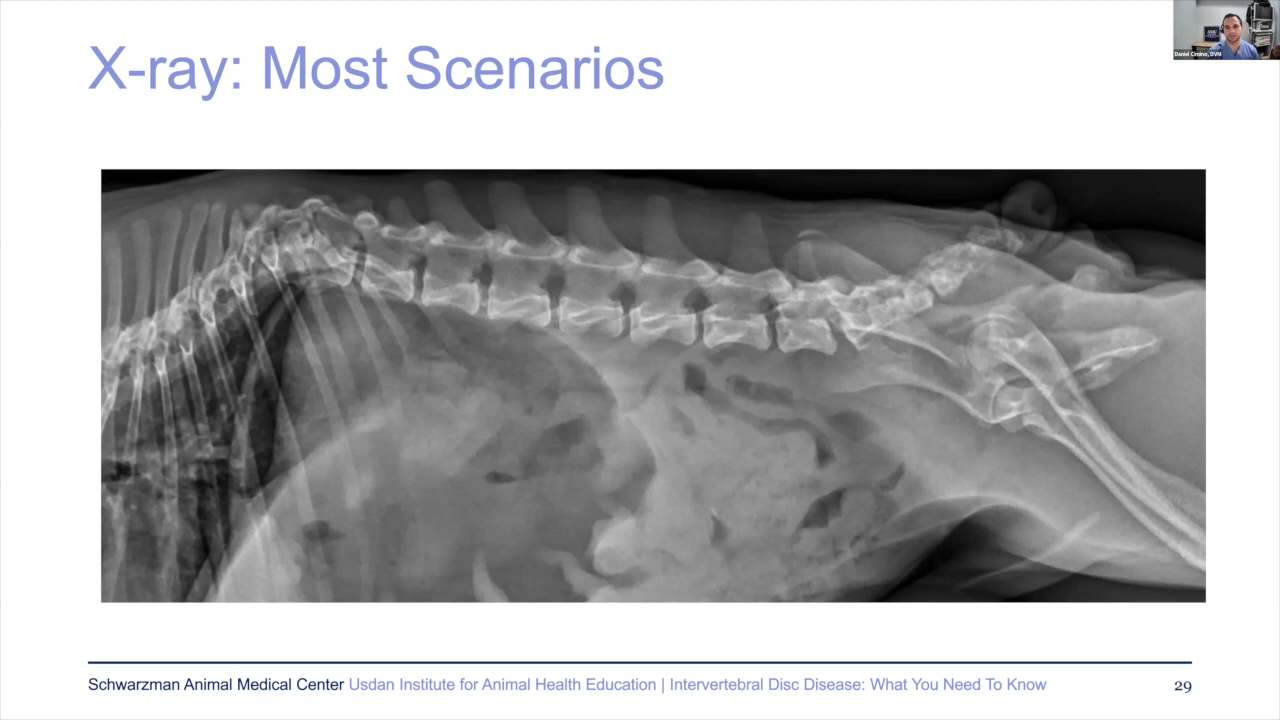 X-ray: Most Scenarios
Daniel Cimino, DVM
Schwarzman Animal Medical Center Usdan Institute for Animal Health Education | Intervertebral Disc Disease: What You Need To Know
29